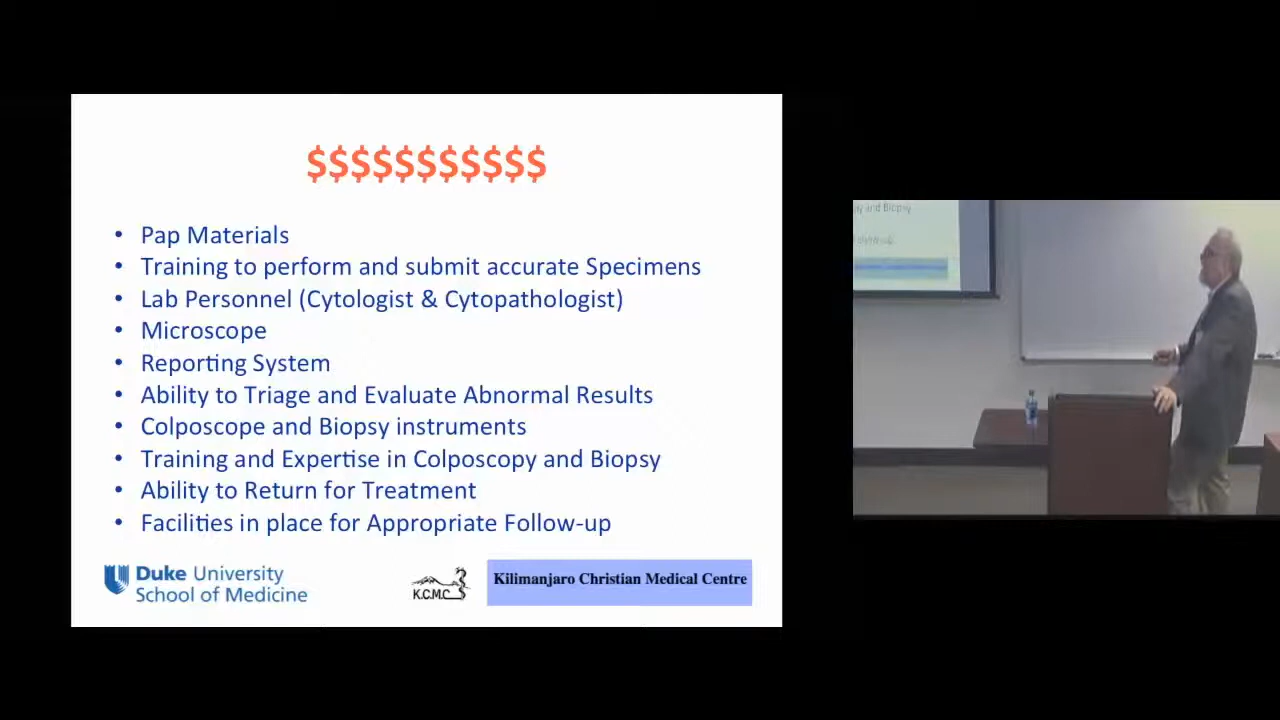 $$$$$$$$$$$
• Pap Materials
• Training to perform and submit accurate Specimens
• Lab Personnel (Cytologist & Cytopathologist)
• Microscope
• Reporting System
• Ability to Triage and Evaluate Abnormal Results
• Colposcope and Biopsy instruments
• Training and Expertise in Colposcopy and Biopsy
• Ability to Return for Treatment
• Facilities in place for Appropriate Follow-up
Duke University
School of Medicine
K.C.M.C
Kilimanjaro Christian Medical Centre
and Biopsy